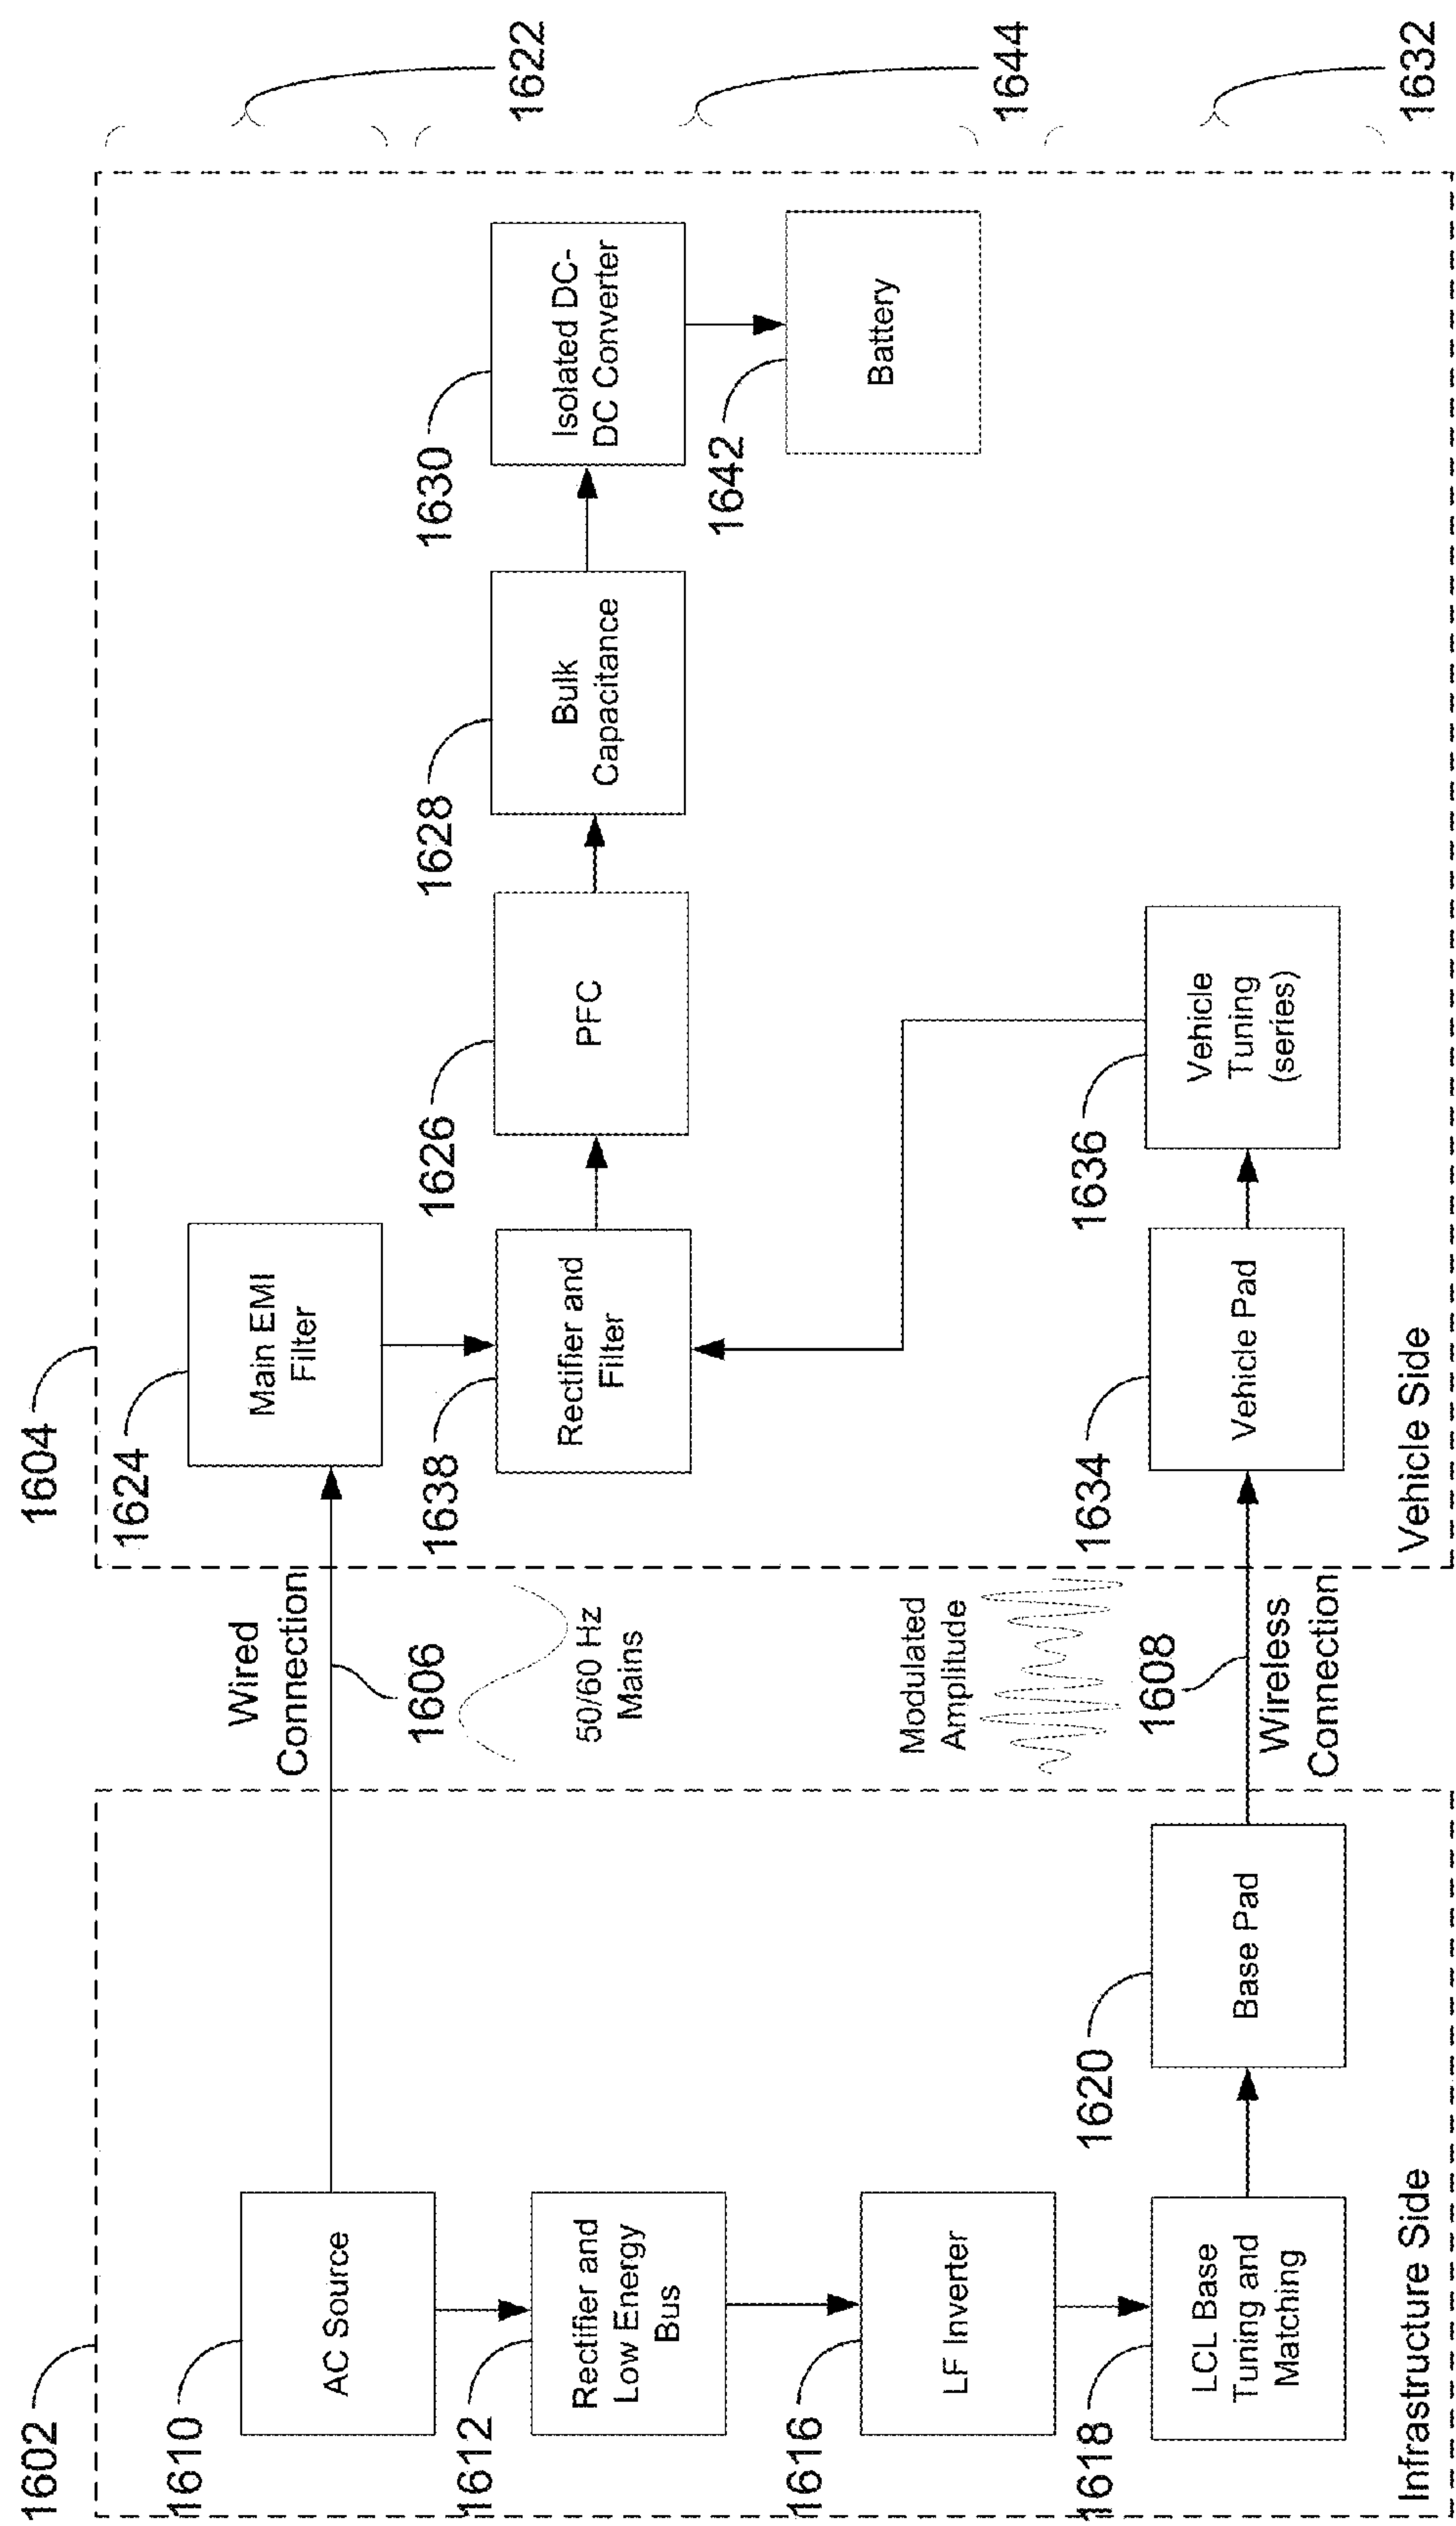 1602
1604
1610
AC Source
Wired
Connection
1606
50/60 Hz
Mains
1624
Main EMI
Filter
1622
1612
Rectifier and
Low Energy
Bus
1638
Rectifier and
Filter
1626
PFC
1628
Bulk
Capacitance
1630
Isolated DC-
DC Converter
1642
Battery
1644
1616
LF Inverter
Modulated
Amplitude
1608
Wireless
Connection
1618
LCL Base
Tuning and
Matching
1620
Base Pad
1634
Vehicle Pad
1636
Vehicle
Tuning
(series)
1632
Infrastructure Side
Vehicle Side